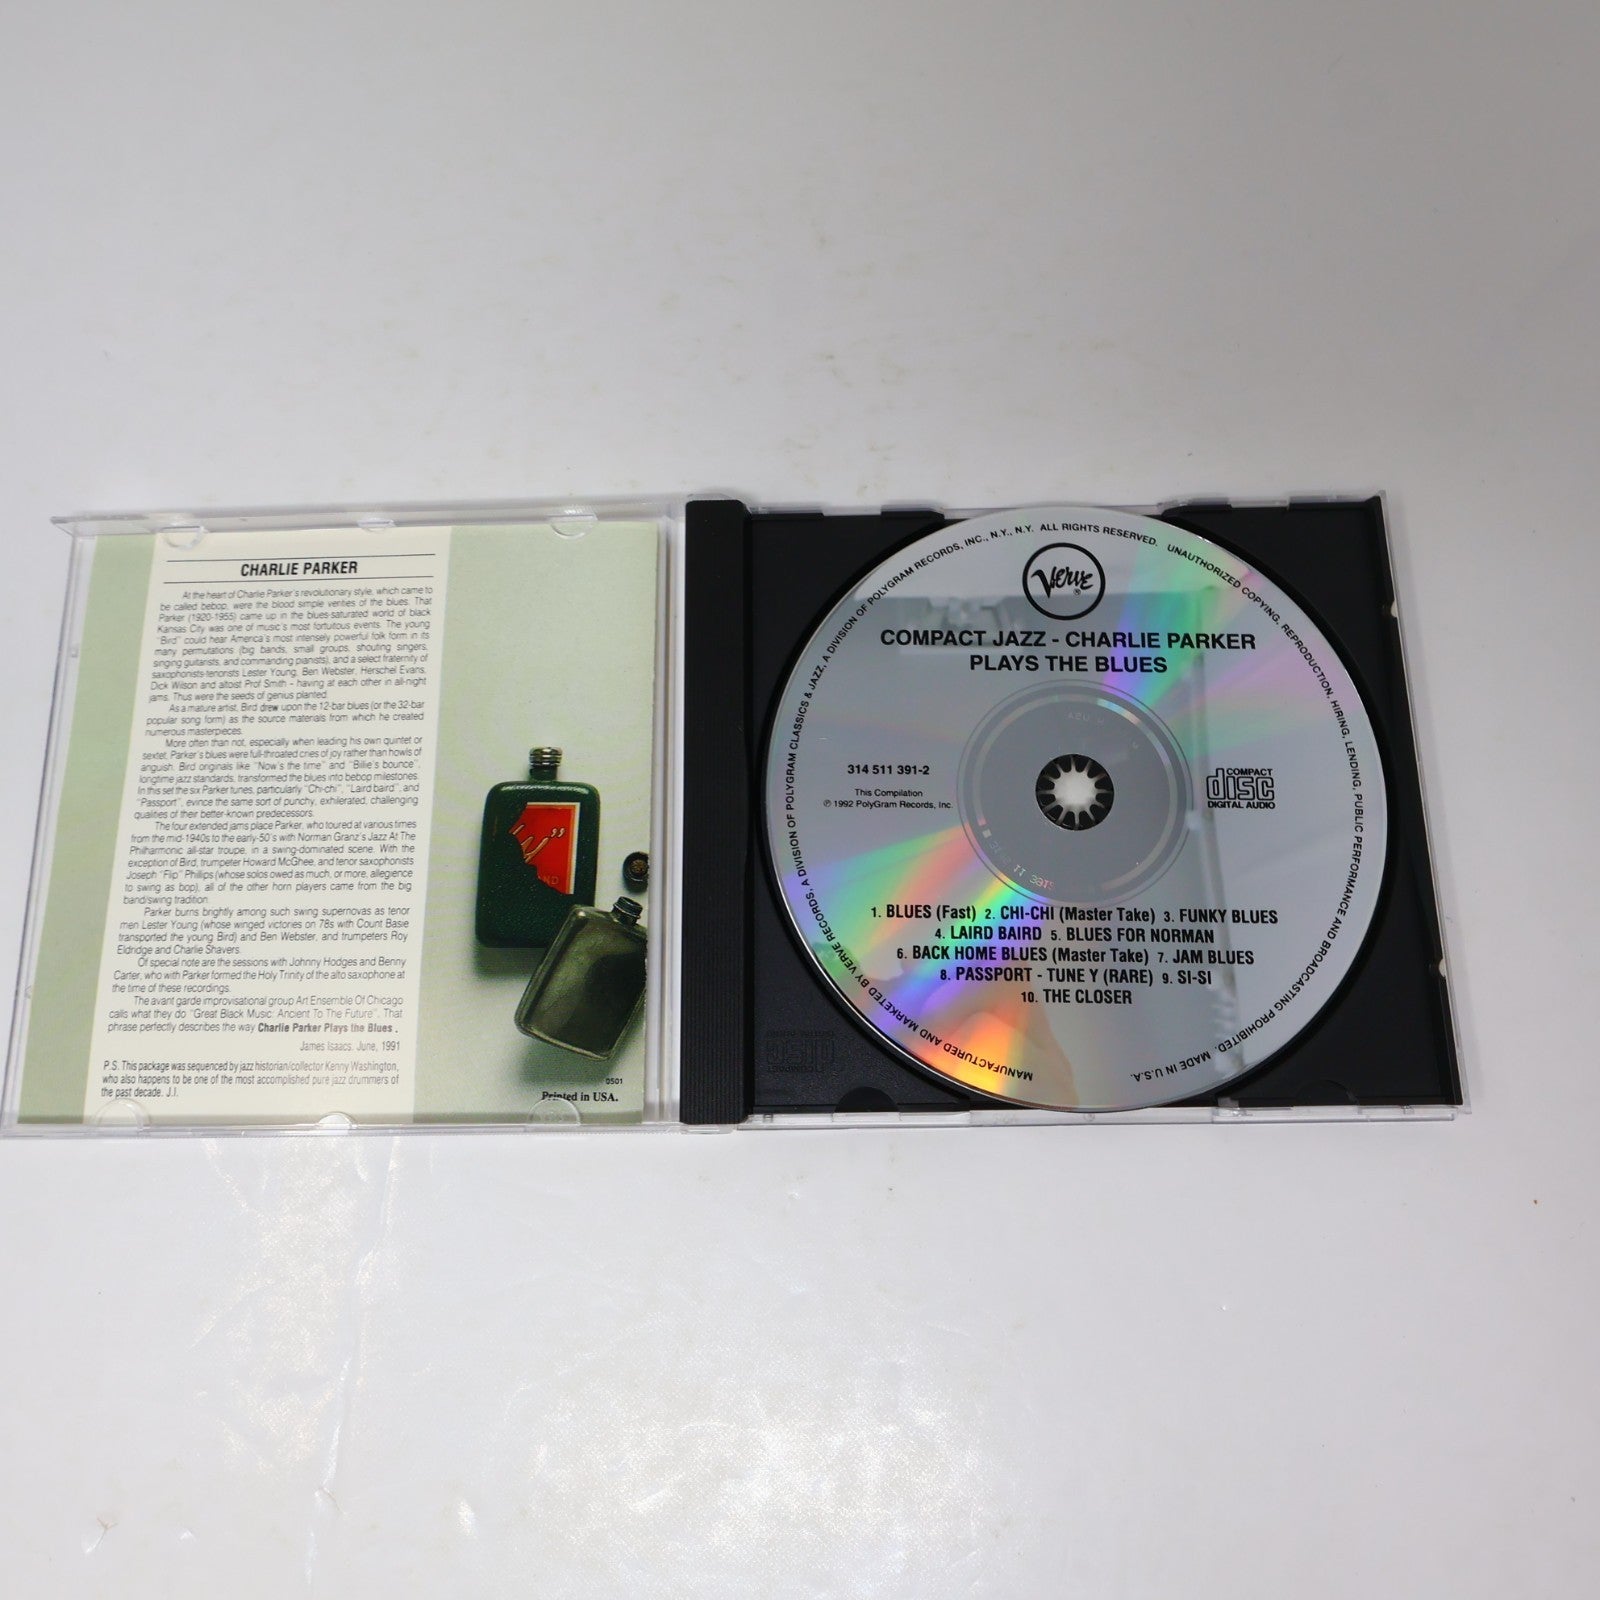 CHARLIE PARKER
At the heart of Charlie Parker's revolutionary style, which came to
be called bebop, were the blood simple verities of the blues. That
Parker (1920-1955) came up in the blues-saturated world of black
Kansas City was one of music's most fortuitous events. The young
"Bird" could hear America's most intensely powerful folk form in its
many permutations (big bands, small groups, shouting singers,
singing guitarists, and commanding pianists), and a select fraternity of
saxophonists-tenorists Lester Young, Ben Webster, Herschel Evans,
Dick Wilson and altoist Prof Smith - having at each other in all-night
jams. Thus were the seeds of genius planted.
As a mature artist, Bird drew upon the 12-bar blues (or the 32-bar
popular song form) as the source materials from which he created
numerous masterpieces.
More often than not, especially when leading his own quintet or
sextet, Parker's blues were full-throated cries of joy rather than howls of
anguish. Bird originals like "Now's the time" and "Billie's bounce",
longtime jazz standards, transformed the blues into bebop milestones.
In this set the six Parker tunes, particularly "Chi-chi", "Laird baird", and
"Passport", evince the same sort of punchy, exhilerated, challenging
qualities of their better-known predecessors.
The four extended jams place Parker, who toured at various times
from the mid-1940s to the early-50's with Norman Granz's Jazz At The
Philharmonic all-star troupe, in a swing-dominated scene. With the
exception of Bird, trumpeter Howard McGhee, and tenor saxophonists
Joseph "Flip" Phillips (whose solos owed as much, or more, allegience
to swing as bop), all of the other horn players came from the big
band/swing tradition.
Parker burns brightly among such swing supernovas as tenor
men Lester Young (whose winged victories on 78s with Count Basie
transported the young Bird) and Ben Webster, and trumpeters Roy
Eldridge and Charlie Shavers.
Of special note are the sessions with Johnny Hodges and Benny
Carter, who with Parker formed the Holy Trinity of the alto saxophone at
the time of these recordings.
The avant garde improvisational group Art Ensemble Of Chicago
calls what they do "Great Black Music: Ancient To The Future". That
phrase perfectly describes the way Charlie Parker Plays the Blues.
James Isaacs. June, 1991
P.S. This package was sequenced by jazz historian/collector Kenny Washington,
who also happens to be one of the most accomplished pure jazz drummers of
the past decade. J.I.
0501
Printed in USA.
Verve
®
COMPACT JAZZ - CHARLIE PARKER
PLAYS THE BLUES
314 511 391-2
This Compilation
℗ 1992 PolyGram Records, Inc.
COMPACT
disc
DIGITAL AUDIO
1. BLUES (Fast) 2. CHI-CHI (Master Take) 3. FUNKY BLUES
4. LAIRD BAIRD 5. BLUES FOR NORMAN
6. BACK HOME BLUES (Master Take) 7. JAM BLUES
8. PASSPORT - TUNE Y (RARE) 9. SI-SI
10. THE CLOSER
MANUFACTURED AND MARKETED BY VERVE RECORDS, A DIVISION OF POLYGRAM CLASSICS & JAZZ, A DIVISION OF POLYGRAM RECORDS, INC., N.Y., N.Y. ALL RIGHTS RESERVED. UNAUTHORIZED COPYING, REPRODUCTION, HIRING, LENDING, PUBLIC PERFORMANCE AND BROADCASTING PROHIBITED. MADE IN U.S.A.